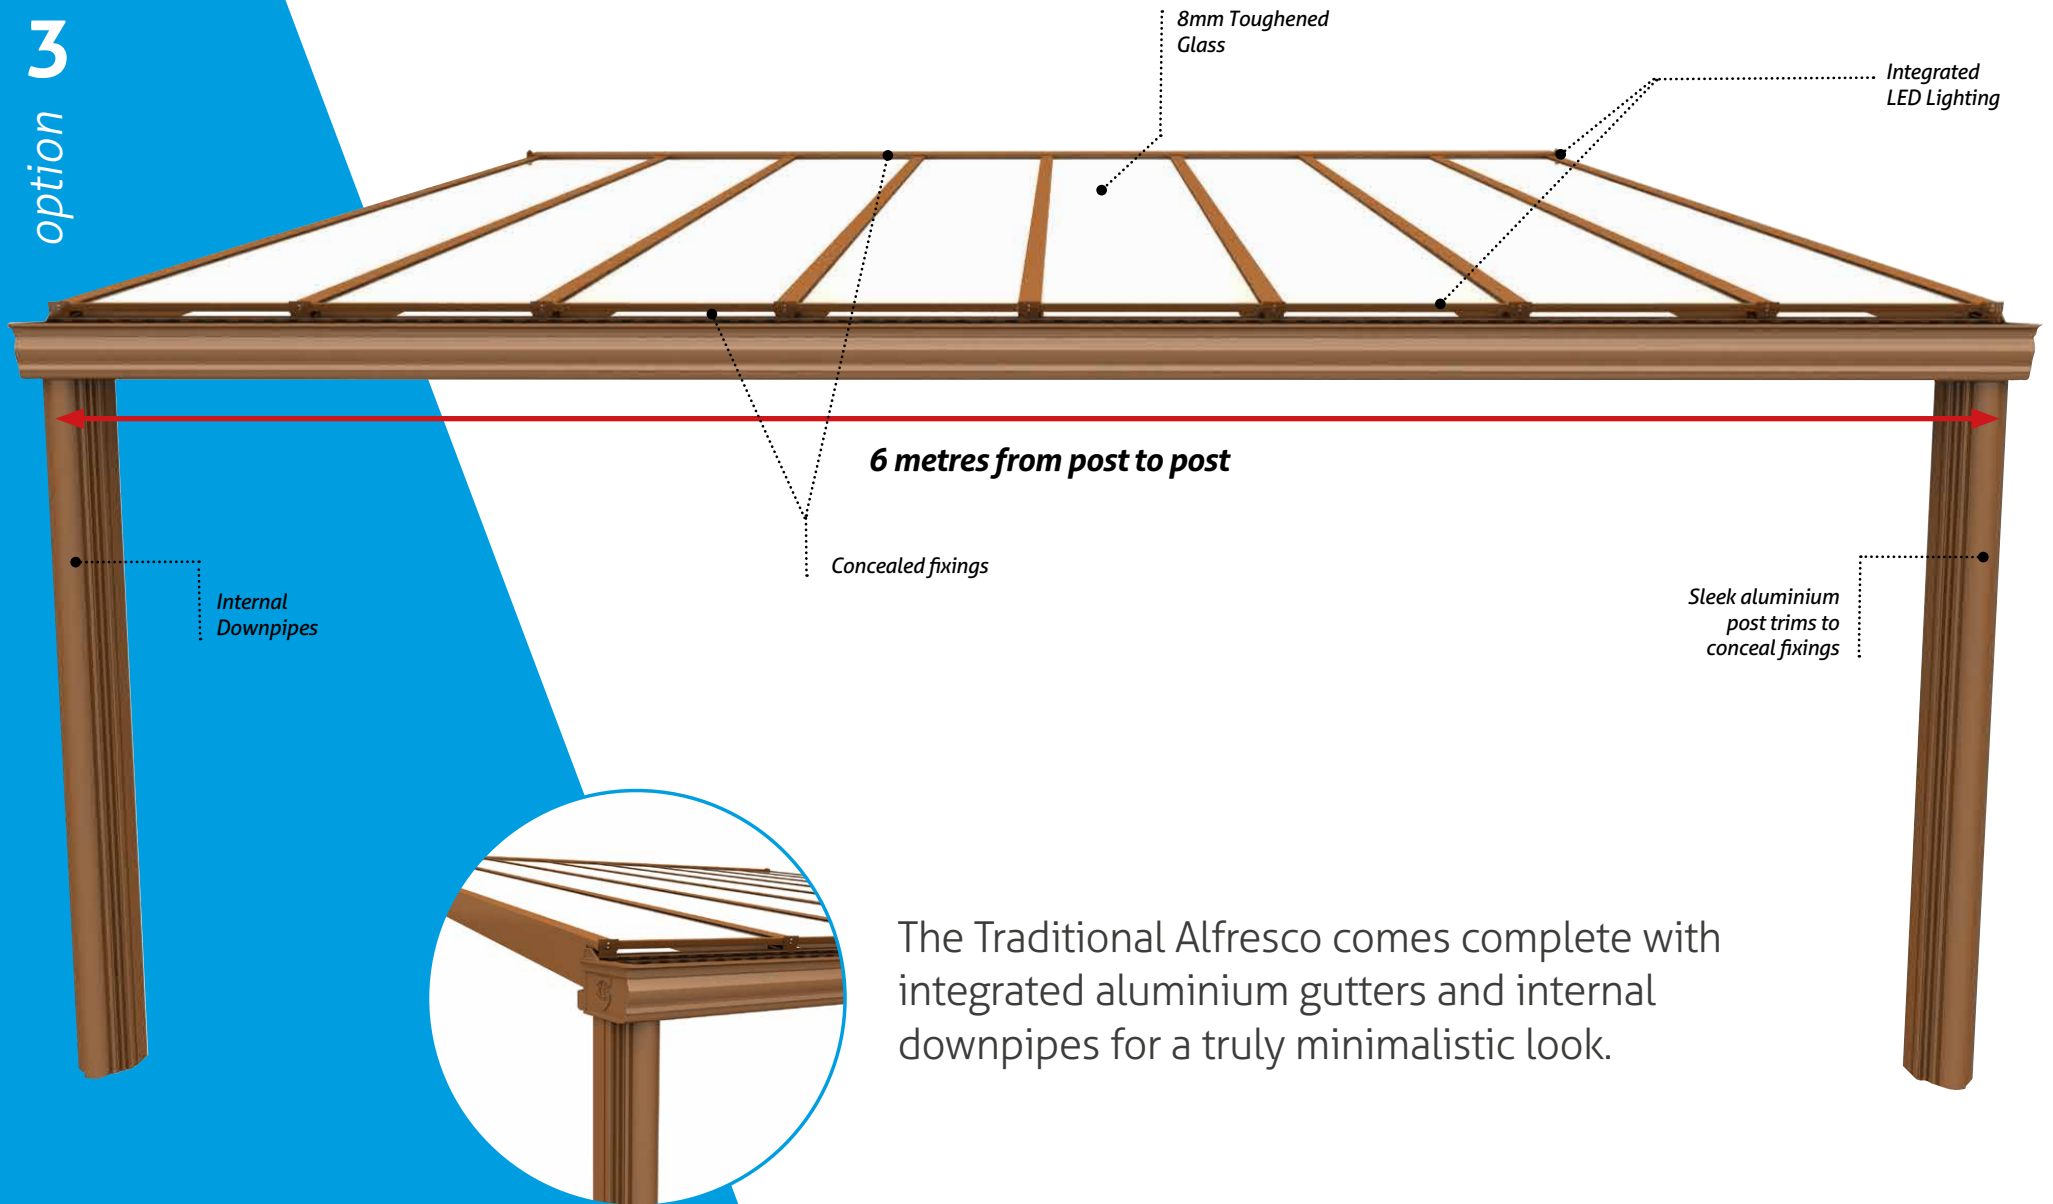 option 3
8mm Toughened
Glass
Integrated
LED Lighting
6 metres from post to post
Concealed fixings
Internal
Downpipes
Sleek aluminium
post trims to
conceal fixings
The Traditional Alfresco comes complete with
integrated aluminium gutters and internal
downpipes for a truly minimalistic look.